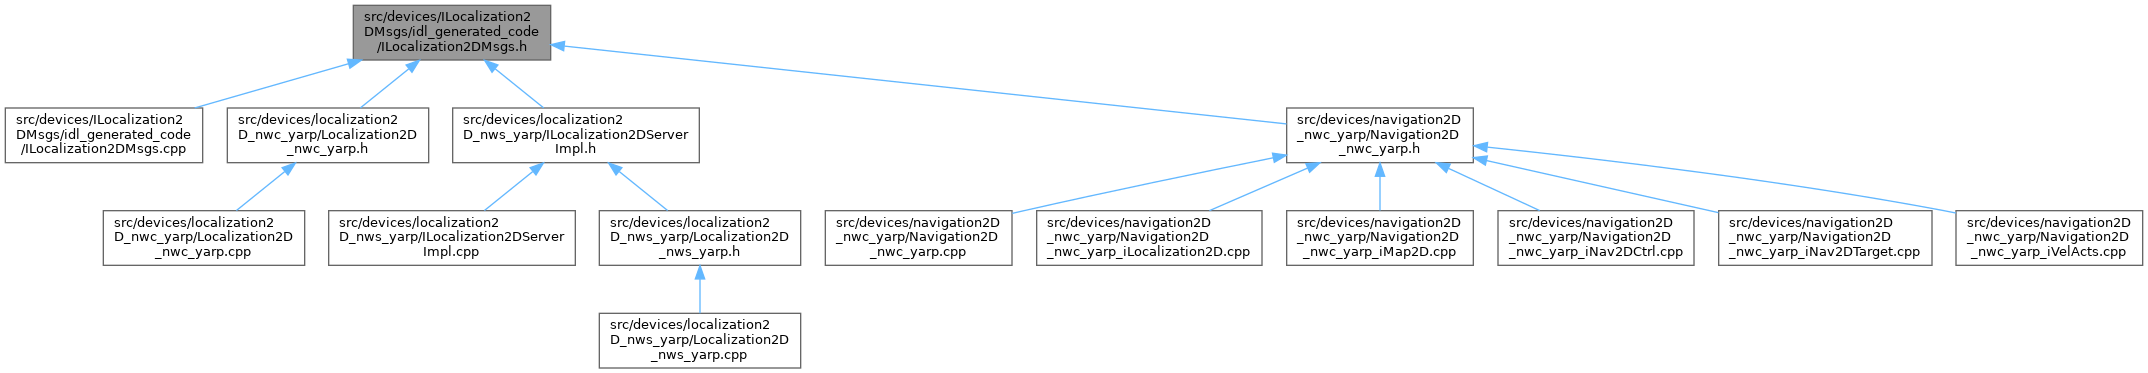 src/devices/ILocalization2
DMsgs/idl_generated_code
/ILocalization2DMsgs.h
src/devices/ILocalization2
DMsgs/idl_generated_code
/ILocalization2DMsgs.cpp
src/devices/localization2
D_nwc_yarp/Localization2D
_nwc_yarp.h
src/devices/localization2
D_nws_yarp/ILocalization2DServer
Impl.h
src/devices/navigation2D
_nwc_yarp/Navigation2D
_nwc_yarp.h
src/devices/localization2
D_nwc_yarp/Localization2D
_nwc_yarp.cpp
src/devices/localization2
D_nws_yarp/ILocalization2DServer
Impl.cpp
src/devices/localization2
D_nws_yarp/Localization2D
_nws_yarp.h
src/devices/navigation2D
_nwc_yarp/Navigation2D
_nwc_yarp.cpp
src/devices/navigation2D
_nwc_yarp/Navigation2D
_nwc_yarp_iLocalization2D.cpp
src/devices/navigation2D
_nwc_yarp/Navigation2D
_nwc_yarp_iMap2D.cpp
src/devices/navigation2D
_nwc_yarp/Navigation2D
_nwc_yarp_iNav2DCtrl.cpp
src/devices/navigation2D
_nwc_yarp/Navigation2D
_nwc_yarp_iNav2DTarget.cpp
src/devices/navigation2D
_nwc_yarp/Navigation2D
_nwc_yarp_iVelActs.cpp
src/devices/localization2
D_nws_yarp/Localization2D
_nws_yarp.cpp